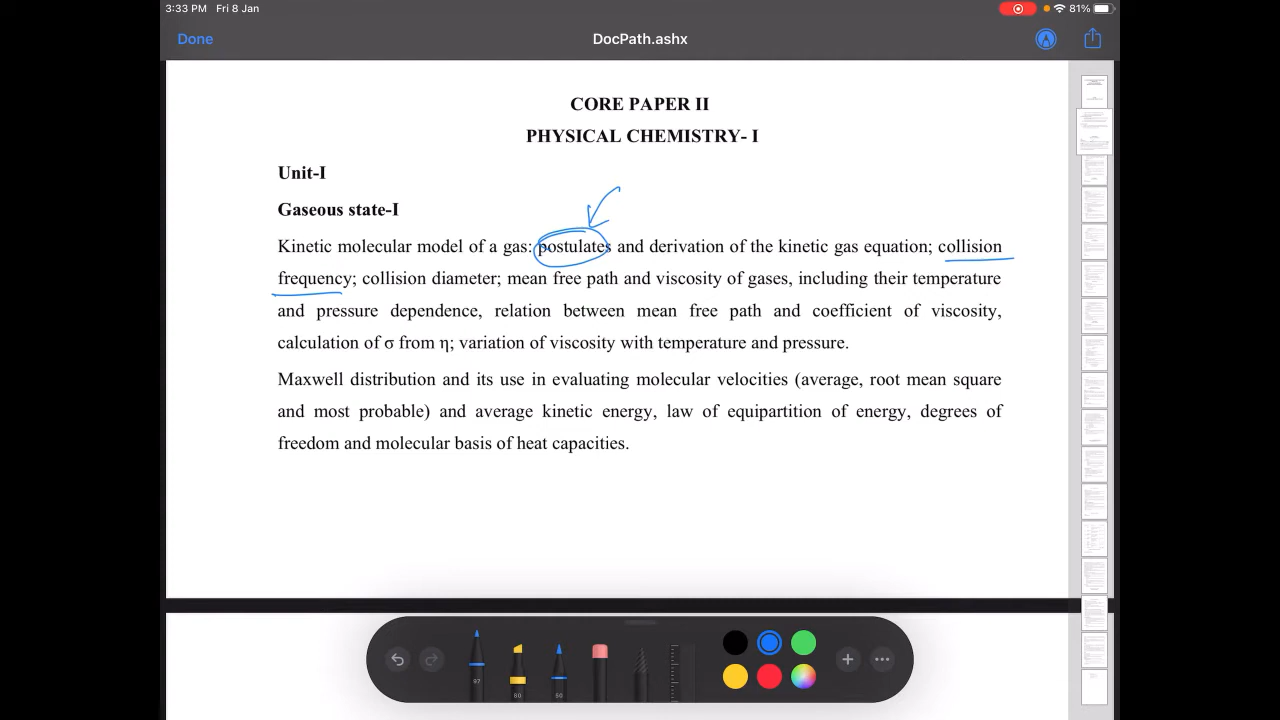 3:33 PM Fri 8 Jan 81%
Done DocPath.ashx
CORE PAPER II
PHYSICAL CHEMISTRY I
Unit-I
Gaseous state-I
Kinetic molecular model of a gas: postulates and derivation of the kinetic gas equation; collision
frequency; collision diameter; mean free path and viscosity of gases, including their temperature
and pressure dependence, relation between mean free path and coefficient of viscosity,
calculation of σ from η; variation of viscosity with temperature and pressure.
Maxwell distribution and its use in evaluating molecular velocities (average, root mean square
and most probable) and average kinetic energy, law of equipartition of energy, degrees of
freedom and molecular basis of heat capacities.
97
80
50